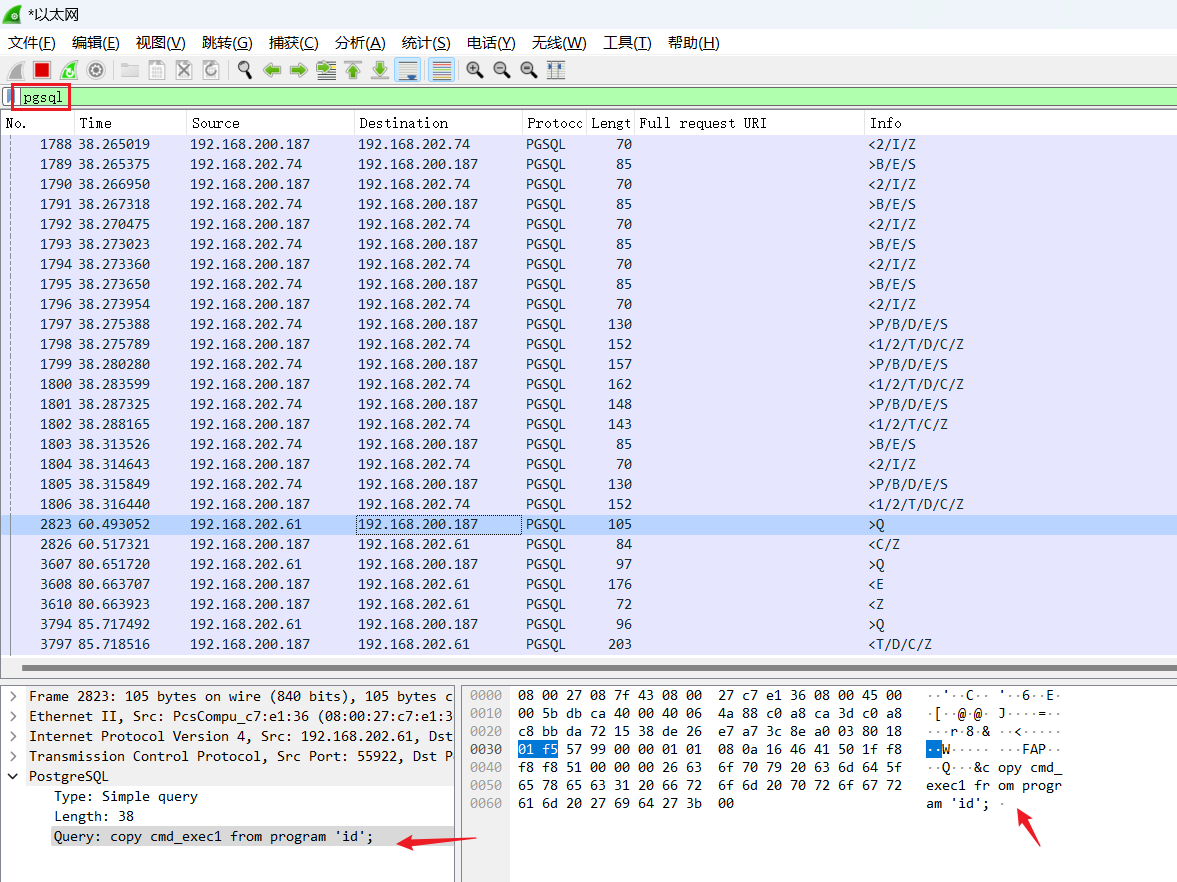 *以太网
文件(F) 编辑(E) 视图(V) 跳转(G) 捕获(C) 分析(A) 统计(S) 电话(Y) 无线(W) 工具(T) 帮助(H)
pgsql
No. Time Source Destination Protocc Lengt Full request URI Info
1788 38.265019 192.168.200.187 192.168.202.74 PGSQL 70 <2/I/Z
1789 38.265375 192.168.202.74 192.168.200.187 PGSQL 85 >B/E/S
1790 38.266950 192.168.200.187 192.168.202.74 PGSQL 70 <2/I/Z
1791 38.267318 192.168.202.74 192.168.200.187 PGSQL 85 >B/E/S
1792 38.270475 192.168.200.187 192.168.202.74 PGSQL 70 <2/I/Z
1793 38.273023 192.168.202.74 192.168.200.187 PGSQL 85 >B/E/S
1794 38.273360 192.168.200.187 192.168.202.74 PGSQL 70 <2/I/Z
1795 38.273650 192.168.202.74 192.168.200.187 PGSQL 85 >B/E/S
1796 38.273954 192.168.200.187 192.168.202.74 PGSQL 70 <2/I/Z
1797 38.275388 192.168.202.74 192.168.200.187 PGSQL 130 >P/B/D/E/S
1798 38.275789 192.168.200.187 192.168.202.74 PGSQL 152 <1/2/T/D/C/Z
1799 38.280280 192.168.202.74 192.168.200.187 PGSQL 157 >P/B/D/E/S
1800 38.283599 192.168.200.187 192.168.202.74 PGSQL 162 <1/2/T/D/C/Z
1801 38.287325 192.168.202.74 192.168.200.187 PGSQL 148 >P/B/D/E/S
1802 38.288165 192.168.200.187 192.168.202.74 PGSQL 143 <1/2/T/C/Z
1803 38.313526 192.168.202.74 192.168.200.187 PGSQL 85 >B/E/S
1804 38.314643 192.168.200.187 192.168.202.74 PGSQL 70 <2/I/Z
1805 38.315849 192.168.202.74 192.168.200.187 PGSQL 130 >P/B/D/E/S
1806 38.316440 192.168.200.187 192.168.202.74 PGSQL 152 <1/2/T/D/C/Z
2823 60.493052 192.168.202.61 192.168.200.187 PGSQL 105 >Q
2826 60.517321 192.168.200.187 192.168.202.61 PGSQL 84 <C/Z
3607 80.651720 192.168.202.61 192.168.200.187 PGSQL 97 >Q
3608 80.663707 192.168.200.187 192.168.202.61 PGSQL 176 <E
3610 80.663923 192.168.200.187 192.168.202.61 PGSQL 72 <Z
3794 85.717492 192.168.202.61 192.168.200.187 PGSQL 96 >Q
3797 85.718516 192.168.200.187 192.168.202.61 PGSQL 203 <T/D/C/Z
Frame 2823: 105 bytes on wire (840 bits), 105 bytes c
Ethernet II, Src: PcsCompu_c7:e1:36 (08:00:27:c7:e1:3
Internet Protocol Version 4, Src: 192.168.202.61, Dst
Transmission Control Protocol, Src Port: 55922, Dst P
PostgreSQL
Type: Simple query
Length: 38
Query: copy cmd_exec1 from program 'id';
0000 08 00 27 08 7f 43 08 00 27 c7 e1 36 08 00 45 00 ··'··C·· '··6··E·
0010 00 5b db ca 40 00 40 06 4a 88 c0 a8 ca 3d c0 a8 ·[··@·@· J····=··
0020 c8 bb da 72 15 38 de 26 e7 a7 3c 8e a0 03 80 18 ···r·8·& ··<·····
0030 01 f5 57 99 00 00 01 01 08 0a 16 46 41 50 1f f8 ··W····· ···FAP··
0040 f8 f8 51 00 00 00 26 63 6f 70 79 20 63 6d 64 5f ··Q···&c opy cmd_
0050 65 78 65 63 31 20 66 72 6f 6d 20 70 72 6f 67 72 exec1 fr om progr
0060 61 6d 20 27 69 64 27 3b 00 am 'id'; ·